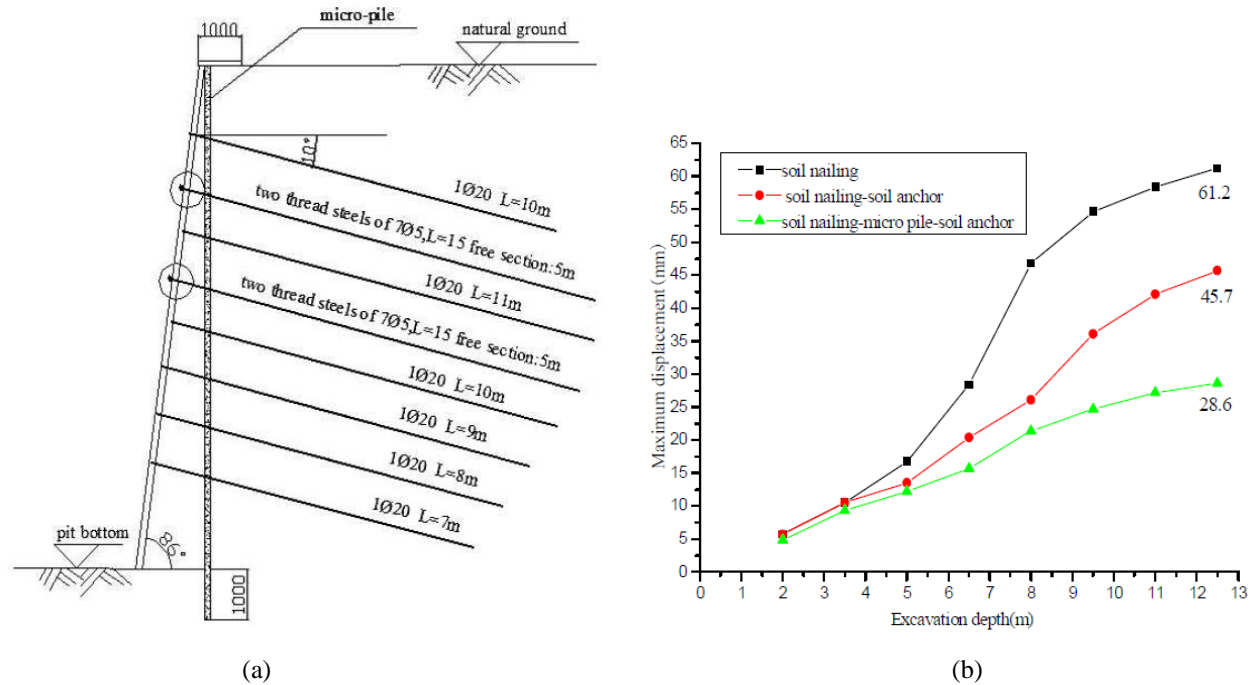 1000
micro-pile
natural ground
10°
1Ø20 L=10m
two thread steels of 7Ø5,L=15 free section:5m
1Ø20 L=11m
two thread steels of 7Ø5,L=15 free section:5m
1Ø20 L=10m
1Ø20 L=9m
1Ø20 L=8m
1Ø20 L=7m
pit bottom
86°
1000
(a)
65
60
55
50
45
40
35
30
25
20
15
10
5
0
Maximum displacement (mm)
soil nailing
soil nailing-soil anchor
soil nailing-micro pile-soil anchor
61.2
45.7
28.6
0 1 2 3 4 5 6 7 8 9 10 11 12 13
Excavation depth(m)
(b)